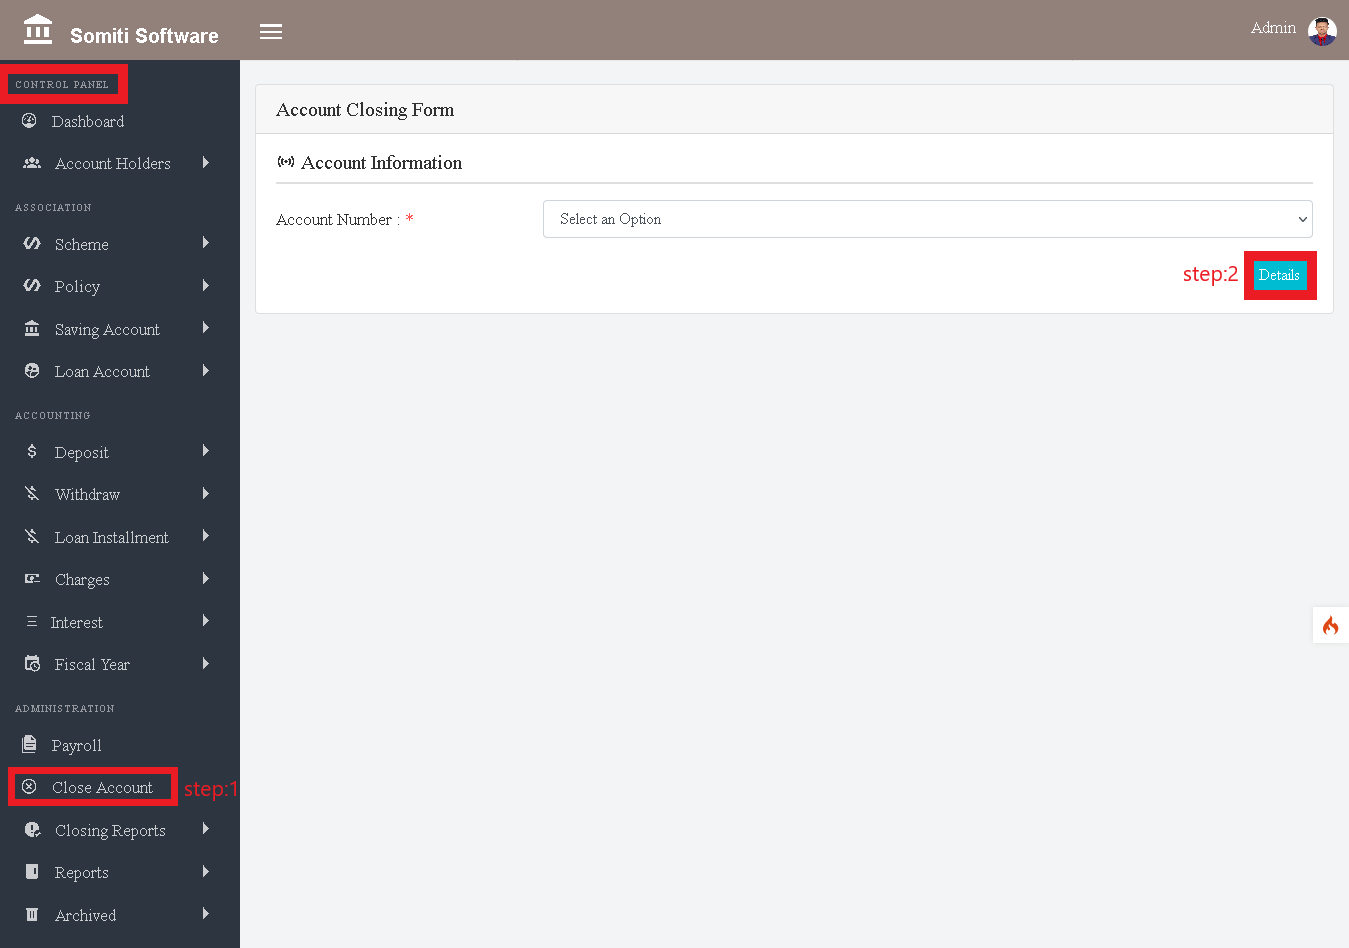 Somiti Software
Admin
CONTROL PANEL
Dashboard
Account Holders
ASSOCIATION
Scheme
Policy
Saving Account
Loan Account
ACCOUNTING
Deposit
Withdraw
Loan Installment
Charges
Interest
Fiscal Year
ADMINISTRATION
Payroll
Close Account
step:1
Closing Reports
Reports
Archived
Account Closing Form
Account Information
Account Number : *
Select an Option
step:2
Details